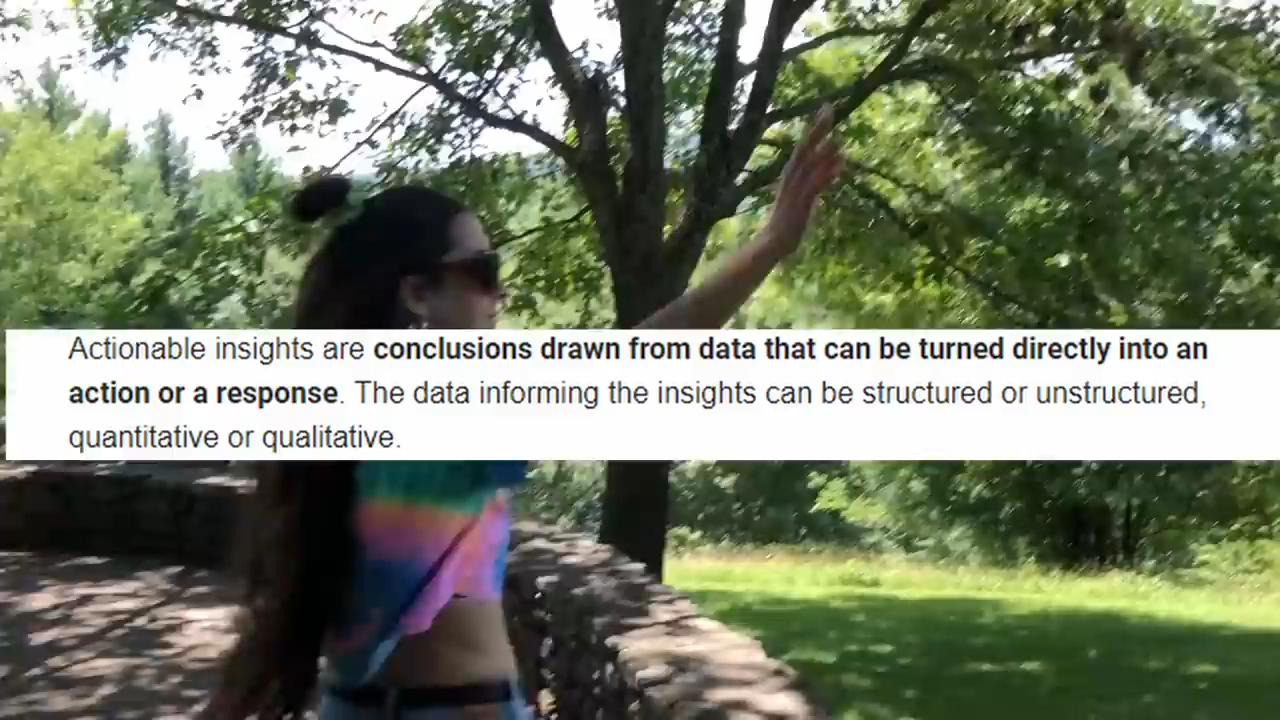 Actionable insights are conclusions drawn from data that can be turned directly into an
action or a response. The data informing the insights can be structured or unstructured,
quantitative or qualitative.